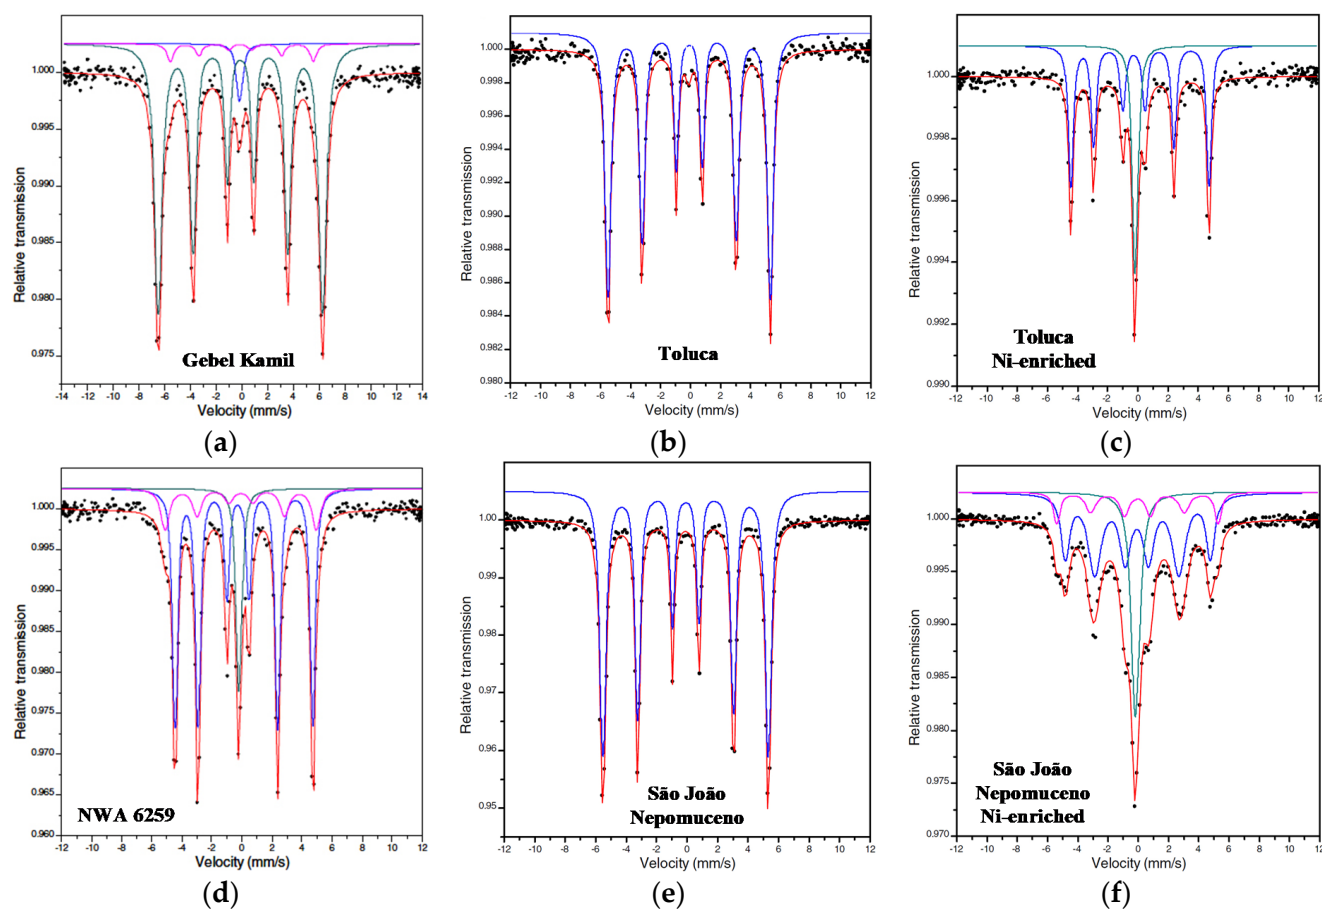 1.000
0.995
0.990
0.985
0.980
0.975
Relative transmission
Gebel Kamil
-14 -12 -10 -8 -6 -4 -2 0 2 4 6 8 10 12 14
Velocity (mm/s)
(a)
1.000
0.998
0.996
0.994
0.992
0.990
0.988
0.986
0.984
0.982
0.980
Relative transmission
Toluca
-12 -10 -8 -6 -4 -2 0 2 4 6 8 10 12
Velocity (mm/s)
(b)
1.000
0.998
0.996
0.994
0.992
0.990
Relative transmission
Toluca
Ni-enriched
-12 -10 -8 -6 -4 -2 0 2 4 6 8 10 12
Velocity (mm/s)
(c)
1.000
0.995
0.990
0.985
0.980
0.975
0.970
0.965
0.960
Relative transmission
NWA 6259
-12 -10 -8 -6 -4 -2 0 2 4 6 8 10 12
Velocity (mm/s)
(d)
1.00
0.99
0.98
0.97
0.96
0.95
Relative transmission
São João
Nepomuceno
-12 -10 -8 -6 -4 -2 0 2 4 6 8 10 12
Velocity (mm/s)
(e)
1.000
0.995
0.990
0.985
0.980
0.975
0.970
Relative transmission
São João
Nepomuceno
Ni-enriched
-12 -10 -8 -6 -4 -2 0 2 4 6 8 10 12
Velocity (mm/s)
(f)